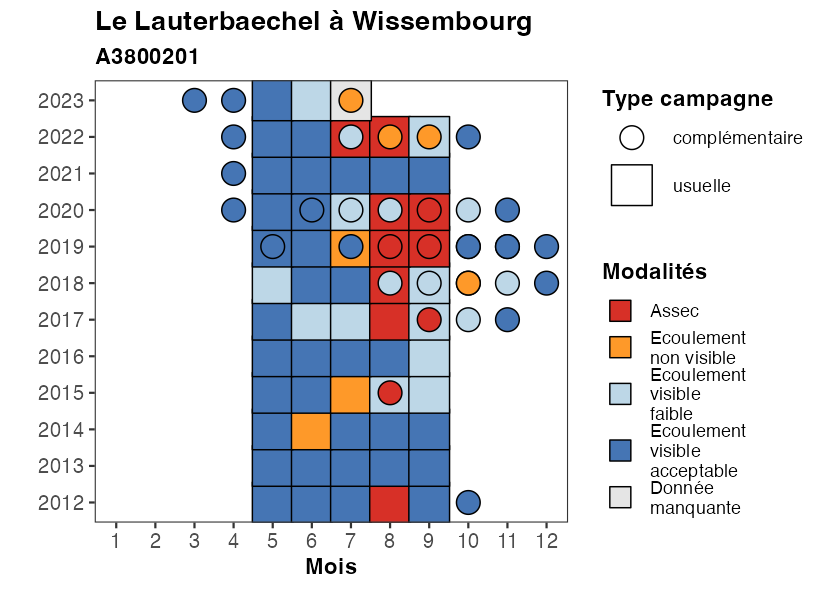 Le Lauterbaechel à Wissembourg
A3800201
2023
2022
2021
2020
2019
2018
2017
2016
2015
2014
2013
2012
1 2 3 4 5 6 7 8 9 10 11 12
Mois
Type campagne
complémentaire
usuelle
Modalités
Assec
Ecoulement
non visible
Ecoulement
visible
faible
Ecoulement
visible
acceptable
Donnée
manquante